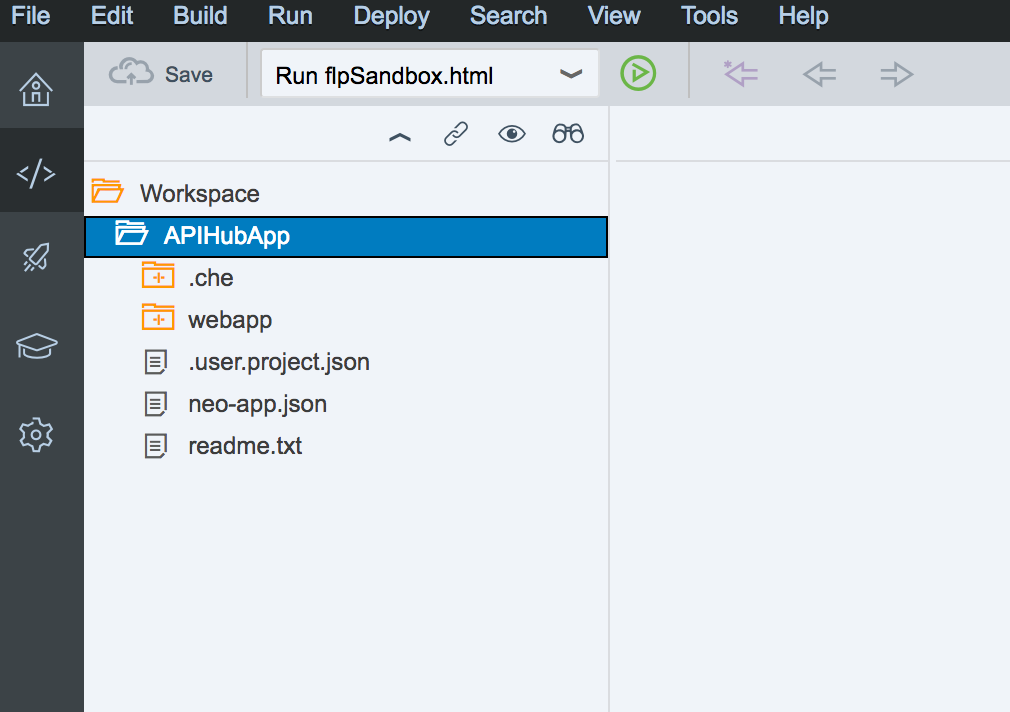 File Edit Build Run Deploy Search View Tools Help
Save Run flpSandbox.html
Workspace
APIHubApp
.che
webapp
.user.project.json
neo-app.json
readme.txt